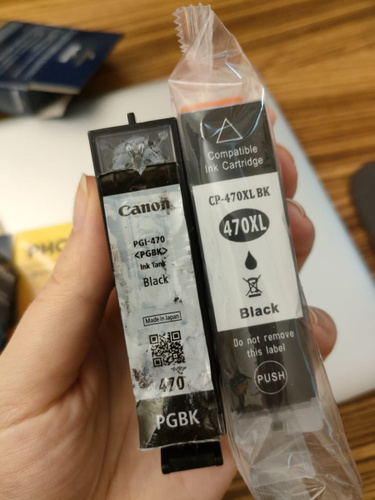 Canon
PGI-470
<PGBK>
Ink Tank
Black
Made in Japan
470
PGBK
Compatible
Ink Cartridge
CP-470XL BK
470XL
Black
Do not remove
this label
PUSH
PHO